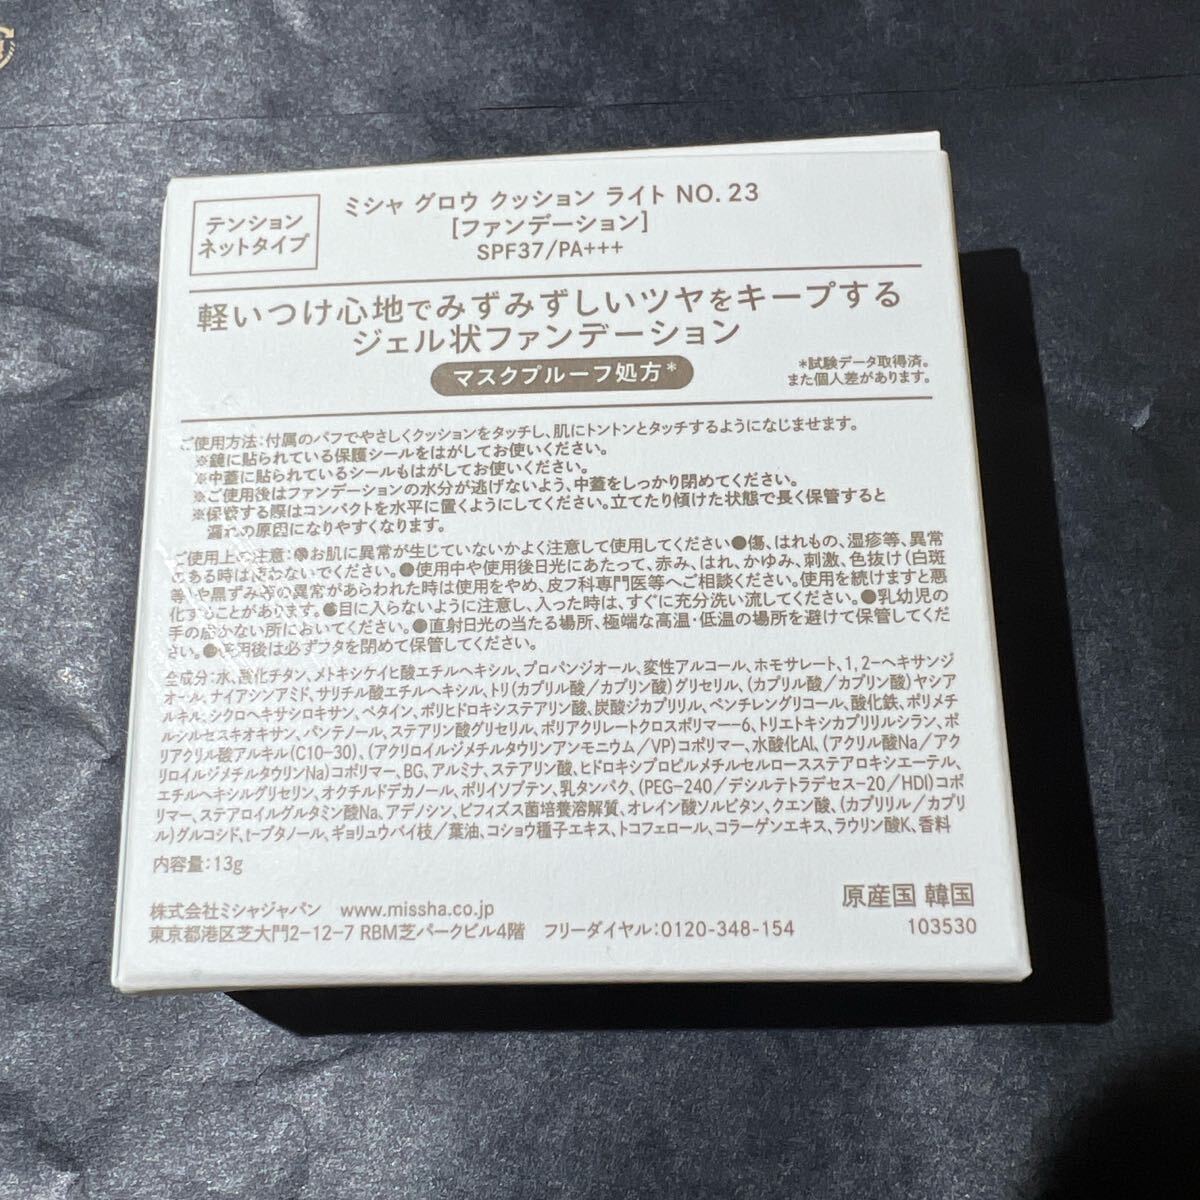 テンション
ネットタイプ
ミシャ グロウ クッション ライト NO.23
[ファンデーション]
SPF37/PA+++
軽いつけ心地でみずみずしいツヤをキープする
ジェル状ファンデーション
マスクプルーフ処方*
*試験データ取得済。
また個人差があります。
ご使用方法:付属のパフでやさしくクッションをタッチし、肌にトントンとタッチするようになじませます。
※鏡に貼られている保護シールをはがしてお使いください。
※中蓋に貼られているシールもはがしてお使いください。
※ご使用後はファンデーションの水分が逃げないよう、中蓋をしっかり閉めてください。
※保管する際はコンパクトを水平に置くようにしてください。立てたり傾けた状態で長く保管すると
漏れの原因になりやすくなります。
ご使用上の注意:●お肌に異常が生じていないかよく注意して使用してください●傷、はれもの、湿疹等、異常
のある時は使わないでください。●使用中や使用後日光にあたって、赤み、はれ、かゆみ、刺激、色抜け(白斑
等)や黒ずみ等の異常があらわれた時は使用をやめ、皮フ科専門医等へご相談ください。使用を続けますと悪
化することがあります。●目に入らないように注意し、入った時は、すぐに充分洗い流してください。●乳幼児の
手の届かない所においてください。●直射日光の当たる場所、極端な高温・低温の場所を避けて保管してくだ
さい。●使用後は必ずフタを閉めて保管してください。
全成分:水、酸化チタン、メトキシケイヒ酸エチルヘキシル、プロパンジオール、変性アルコール、ホモサレート、1,2-ヘキサンジ
オール、ナイアシンアミド、サリチル酸エチルヘキシル、トリ(カプリル酸/カプリン酸)グリセリル、(カプリル酸/カプリン酸)ヤシア
ルキル、シクロヘキサシロキサン、ベタイン、ポリヒドロキシステアリン酸、炭酸ジカプリリル、ペンチレングリコール、酸化鉄、ポリメチ
ルシルセスキオキサン、パンテノール、ステアリン酸グリセリル、ポリアクリレートクロスポリマー-6、トリエトキシカプリリルシラン、ポ
リアクリル酸アルキル(C10-30)、(アクリロイルジメチルタウリンアンモニウム/VP)コポリマー、水酸化Al、(アクリル酸Na/アク
リロイルジメチルタウリンNa)コポリマー、BG、アルミナ、ステアリン酸、ヒドロキシプロピルメチルセルロースステアロキシエーテル、
エチルヘキシルグリセリン、オクチルドデカノール、ポリイソブテン、乳タンパク、(PEG-240/デシルテトラデセス-20/HDI)コポ
リマー、ステアロイルグルタミン酸Na、アデノシン、ビフィズス菌培養溶解質、オレイン酸ソルビタン、クエン酸、(カプリリル/カプリ
ル)グルコシド、t-ブタノール、ギョリュウバイ枝/葉油、コショウ種子エキス、トコフェロール、コラーゲンエキス、ラウリン酸K、香料
内容量:13g
株式会社ミシャジャパン www.missha.co.jp
東京都港区芝大門2-12-7 RBM芝パークビル4階 フリーダイヤル:0120-348-154
原産国 韓国
103530